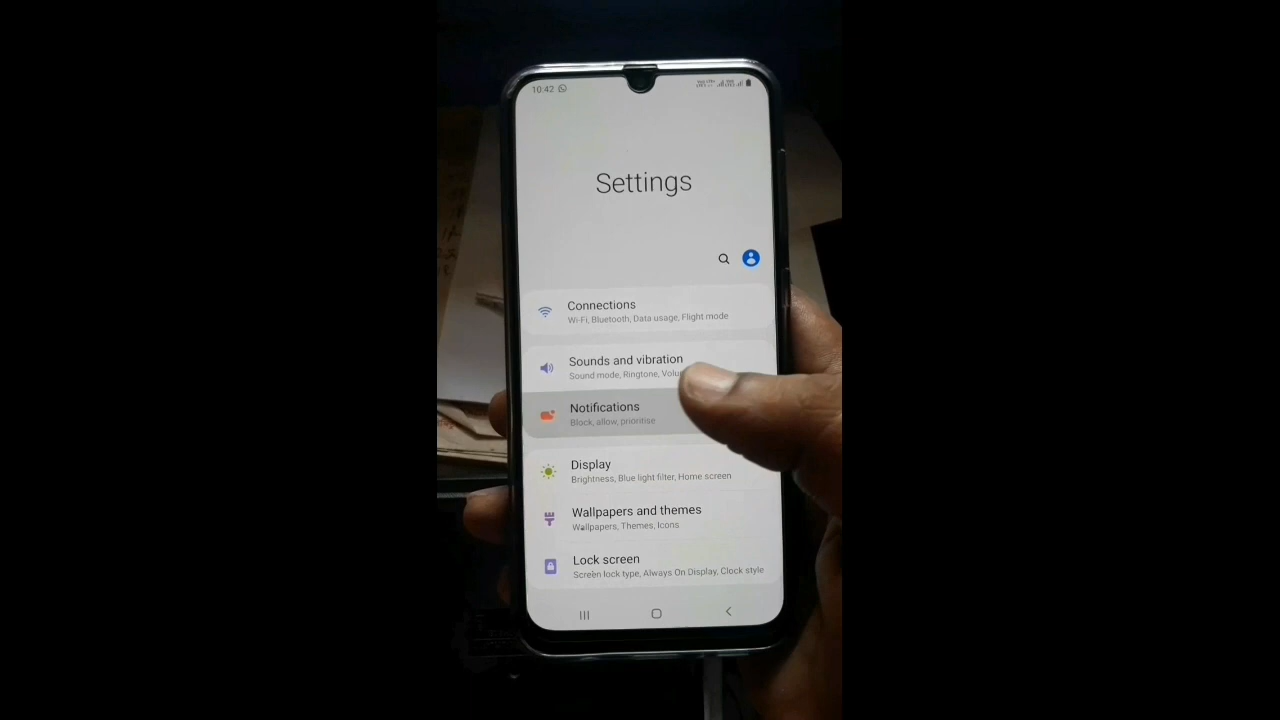 10:42
Settings
Connections
Wi-Fi, Bluetooth, Data usage, Flight mode
Sounds and vibration
Sound mode, Ringtone,
Notifications
Block, allow, prioritise
Display
Brightness, Blue light filter, Home screen
Wallpapers and themes
Wallpapers, Themes, Icons
Lock screen
Screen lock type, Always On Display, Clock style